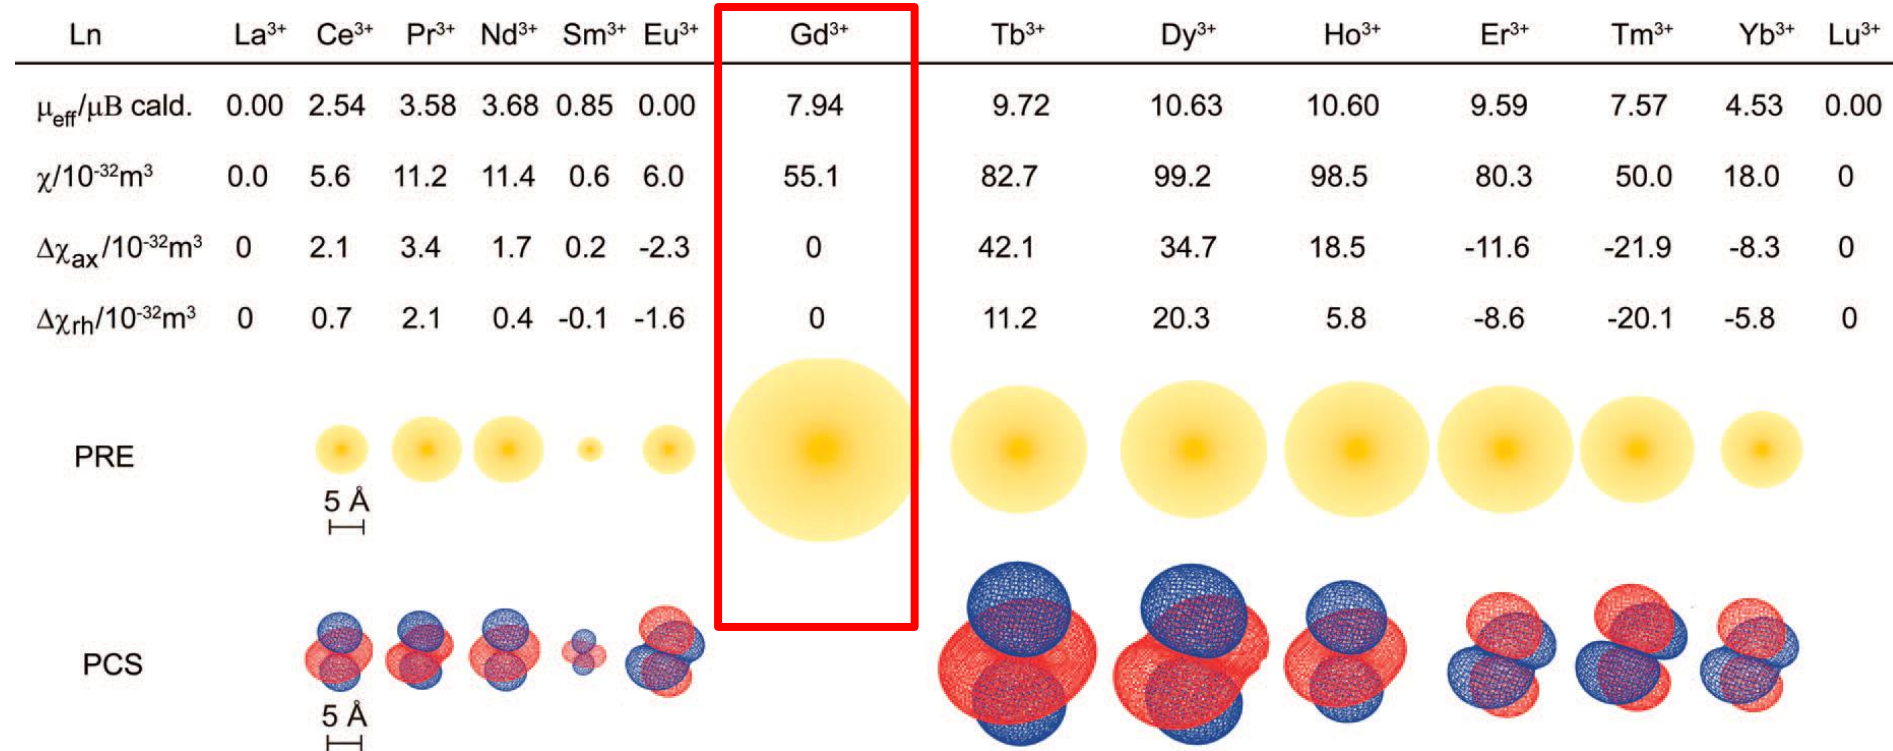 Ln La³⁺ Ce³⁺ Pr³⁺ Nd³⁺ Sm³⁺ Eu³⁺ Gd³⁺ Tb³⁺ Dy³⁺ Ho³⁺ Er³⁺ Tm³⁺ Yb³⁺ Lu³⁺
μeff/μB cald. 0.00 2.54 3.58 3.68 0.85 0.00 7.94 9.72 10.63 10.60 9.59 7.57 4.53 0.00
χ/10⁻³²m³ 0.0 5.6 11.2 11.4 0.6 6.0 55.1 82.7 99.2 98.5 80.3 50.0 18.0 0
Δχax/10⁻³²m³ 0 2.1 3.4 1.7 0.2 -2.3 0 42.1 34.7 18.5 -11.6 -21.9 -8.3 0
Δχrh/10⁻³²m³ 0 0.7 2.1 0.4 -0.1 -1.6 0 11.2 20.3 5.8 -8.6 -20.1 -5.8 0
PRE
5 Å
PCS
5 Å